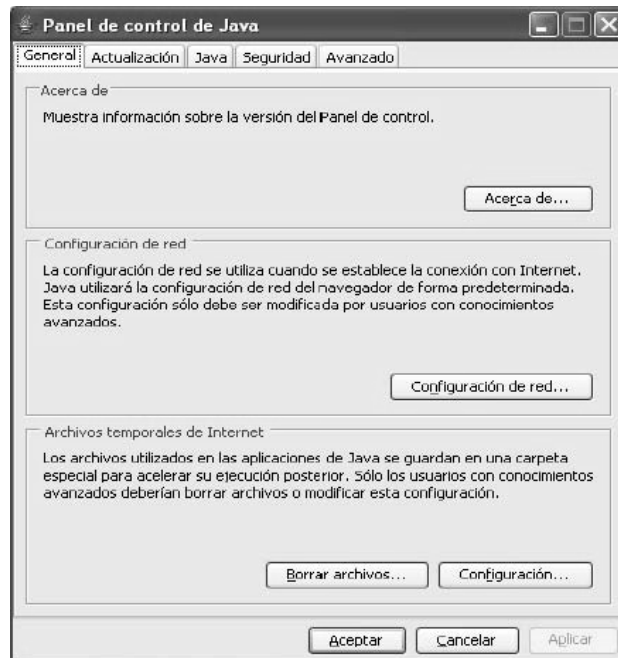 Panel de control de Java
General Actualización Java Seguridad Avanzado
Acerca de
Muestra información sobre la versión del Panel de control.
Acerca de...
Configuración de red
La configuración de red se utiliza cuando se establece la conexión con Internet.
Java utilizará la configuración de red del navegador de forma predeterminada.
Esta configuración sólo debe ser modificada por usuarios con conocimientos
avanzados.
Configuración de red...
Archivos temporales de Internet
Los archivos utilizados en las aplicaciones de Java se guardan en una carpeta
especial para acelerar su ejecución posterior. Sólo los usuarios con conocimientos
avanzados deberían borrar archivos o modificar esta configuración.
Borrar archivos... Configuración...
Aceptar Cancelar Aplicar